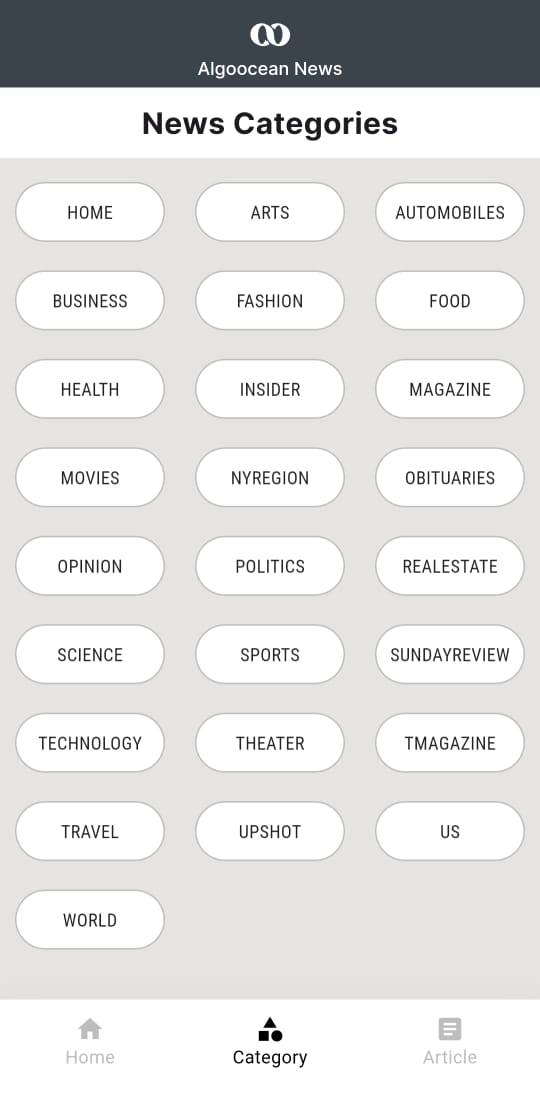 Algoocean News
News Categories
HOME
ARTS
AUTOMOBILES
BUSINESS
FASHION
FOOD
HEALTH
INSIDER
MAGAZINE
MOVIES
NYREGION
OBITUARIES
OPINION
POLITICS
REALESTATE
SCIENCE
SPORTS
SUNDAYREVIEW
TECHNOLOGY
THEATER
TMAGAZINE
TRAVEL
UPSHOT
US
WORLD
Home
Category
Article